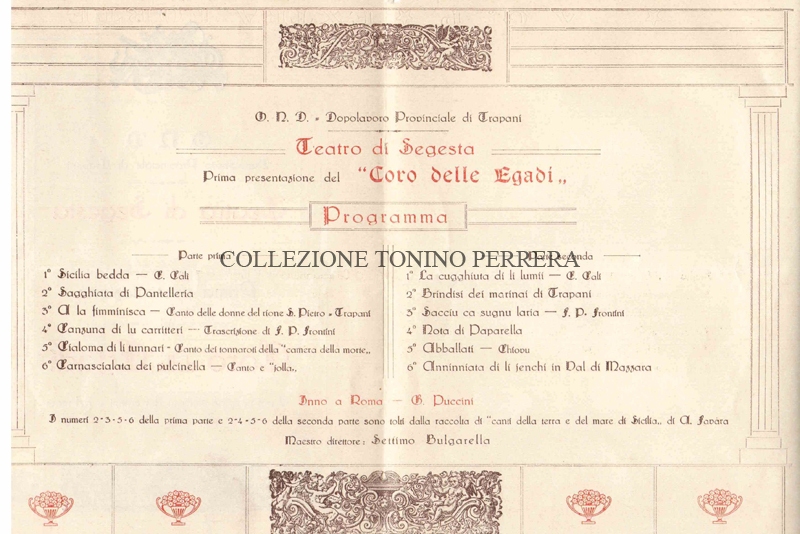 O. N. D. - Dopolavoro Provinciale di Trapani
Teatro di Segesta
Prima presentazione del "Coro delle Egadi„
Programma
Parte prima
1° Sicilia bedda — E. Calì
2° Sagghiata di Pantelleria
3° A la fimminisca — Canto delle donne del rione S. Pietro - Trapani
4° Canzuna di lu carritteri — Trascrizione di F. P. Frontini
5° Cialoma di li tunnari - Canto dei tonnaroti della "camera della morte„
6° Carnascialata dei pulcinella — Canto e "jolla„
COLLEZIONE TONINO PERRERA
seconda
1° La cugghiuta di li lumii — E. Calì
2° Brindisi dei marinai di Trapani
3° Sacciu ca sugnu laria — F. P. Frontini
4° Nota di Paparella
5° Abballati — Chiovu
6° Anninniata di li jenchi in Val di Mazzara
Inno a Roma — G. Puccini
I numeri 2-3-5-6 della prima parte e 2-4-5-6 della seconda parte sono tolti dalla raccolta di "canti della terra e del mare di Sicilia„ di A. Favara
Maestro direttore: Settimo Bulgarella